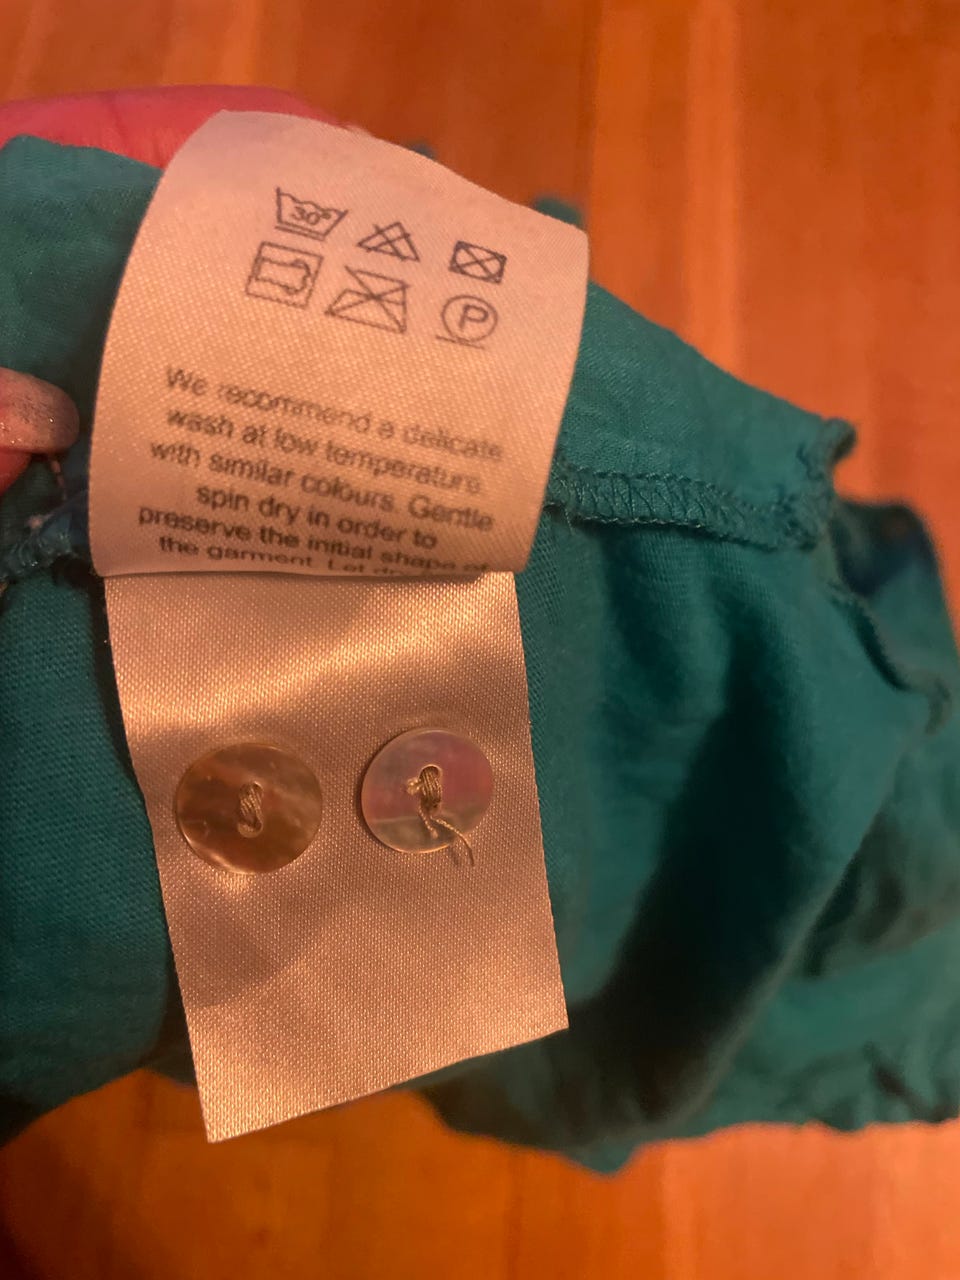 30°
P
We recommend a delicate
wash at low temperature
with similar colours. Gentle
spin dry in order to
preserve the initial shape of
the garment. Let